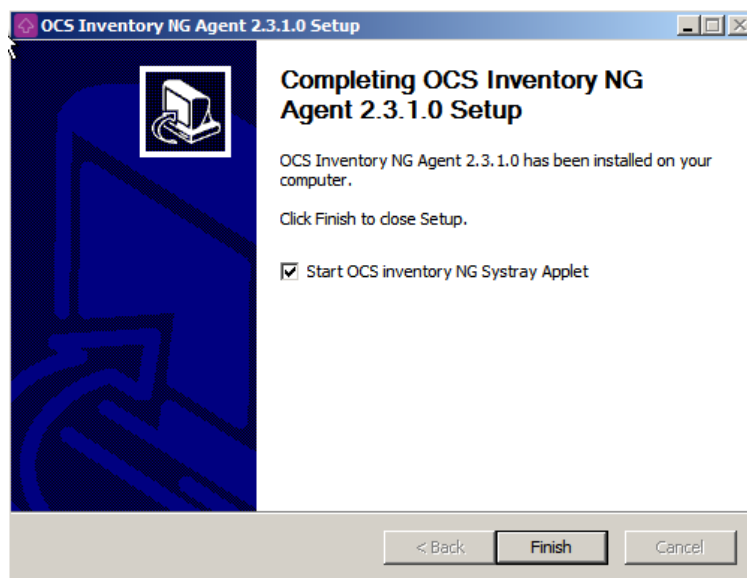 OCS Inventory NG Agent 2.3.1.0 Setup
Completing OCS Inventory NG
Agent 2.3.1.0 Setup
OCS Inventory NG Agent 2.3.1.0 has been installed on your
computer.
Click Finish to close Setup.
Start OCS inventory NG Systray Applet
< Back
Finish
Cancel